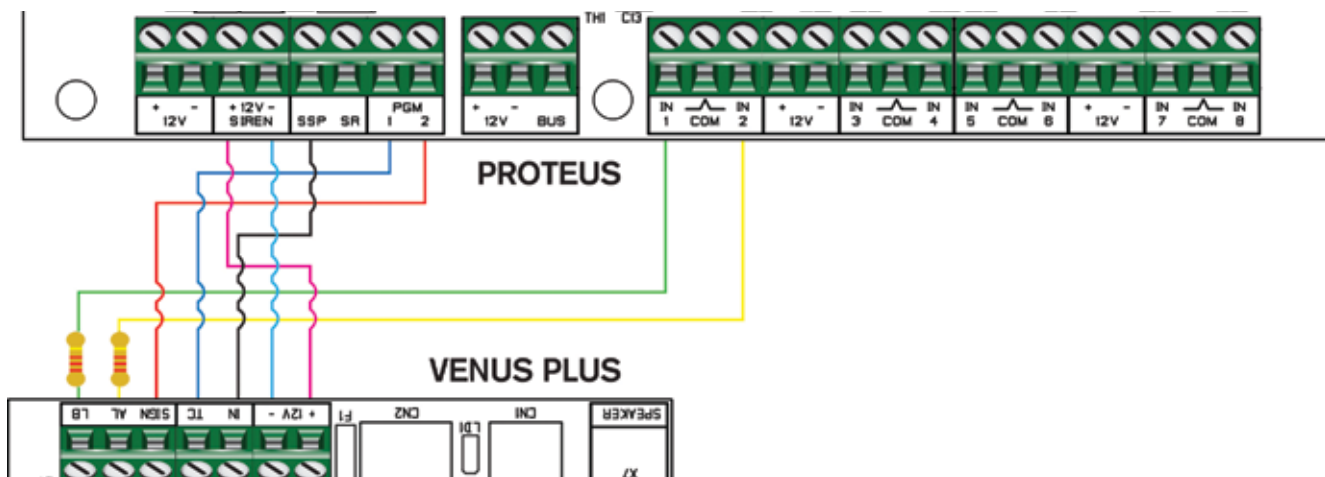 TH1 C13
+ - + 12V - PGM + - IN COM IN + - IN COM IN IN COM IN + - IN COM IN
12V SIREN SSP SR 1 2 12V BUS 1 2 12V 3 4 5 6 12V 7 8
PROTEUS
VENUS PLUS
LB AL SIGN TC IN - 12V + F1 CN2 LD1 CN1 SPEAKER
X7